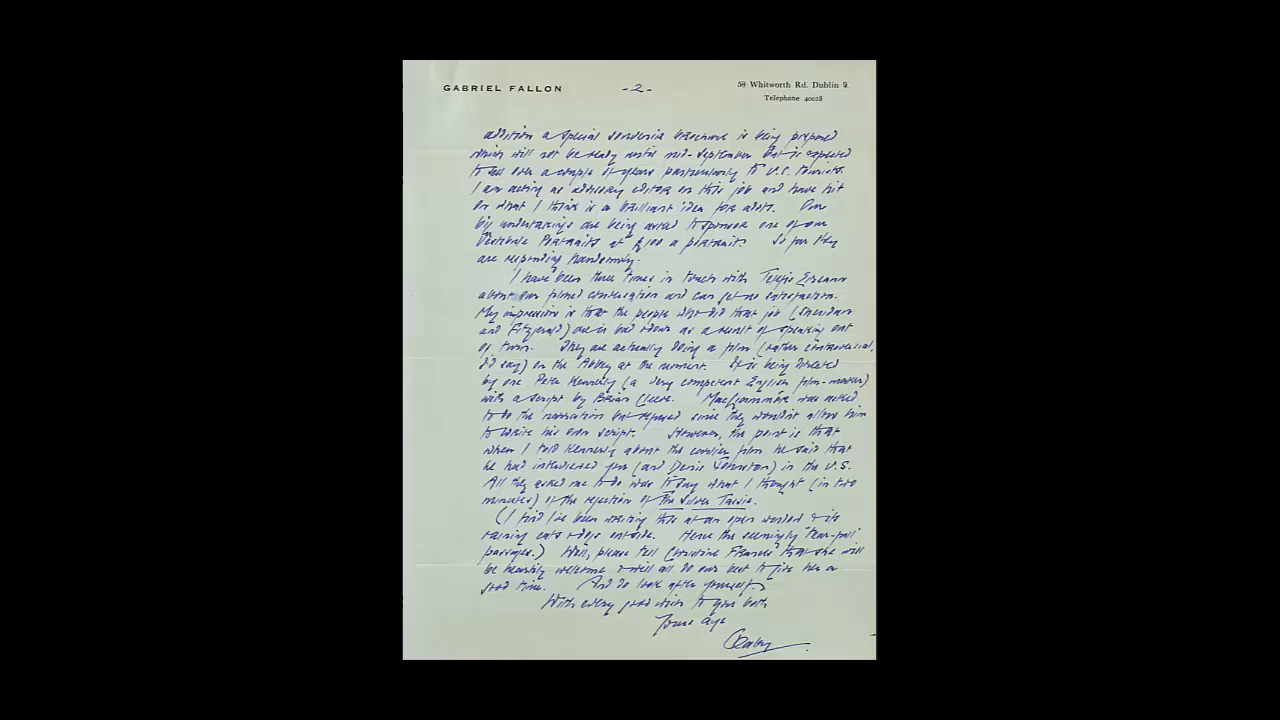 GABRIEL FALLON
- 2 -
58 Whitworth Rd. Dublin 9.
Telephone 40028
addition a special souvenir brochure is being prepared
which will not be ready until mid-September but is expected
to sell over a couple of years particularly to U.S. tourists.
I am acting as advisory editor on this job and have hit
on what I think is a brilliant idea for adds. Our
big undertakings are being asked to sponsor one of our
Vestibule Portraits at £100 a portrait. So far they
are responding handsomely.
I have been three times in touch with Telefis Eireann
about our filmed conversation and can get no satisfaction.
My impression is that the people who did that job (Sheridan
and Fitzgerald) are in bad odour as a result of speaking out
of turn. They are actually doing a film (rather controversial,
I'd say) on the Abbey at the moment. It is being directed
by one Peter Kennerly (a very competent English film-maker)
with a script by Brian Cleeve. MacLiammóir was asked
to do the narration but refused since they wouldn't allow him
to write his own script. However, the point is that
when I told Kennerly about the earlier film he said that
he had interviewed you (and Denis Johnston) in the U.S.
All they asked me to do was to say what I thought (in two
minutes) of the rejection of The Silver Tassie.
(I find I've been writing this at an open window & its
raining cats & dogs outside. Hence the seemingly "tear-full"
passages.) Well, please tell Christine Frances that she will
be heartily welcome & we'll all do our best to give her a
good time. And do look after yourself.
With every good wish to you both
Yours aye
Gaby